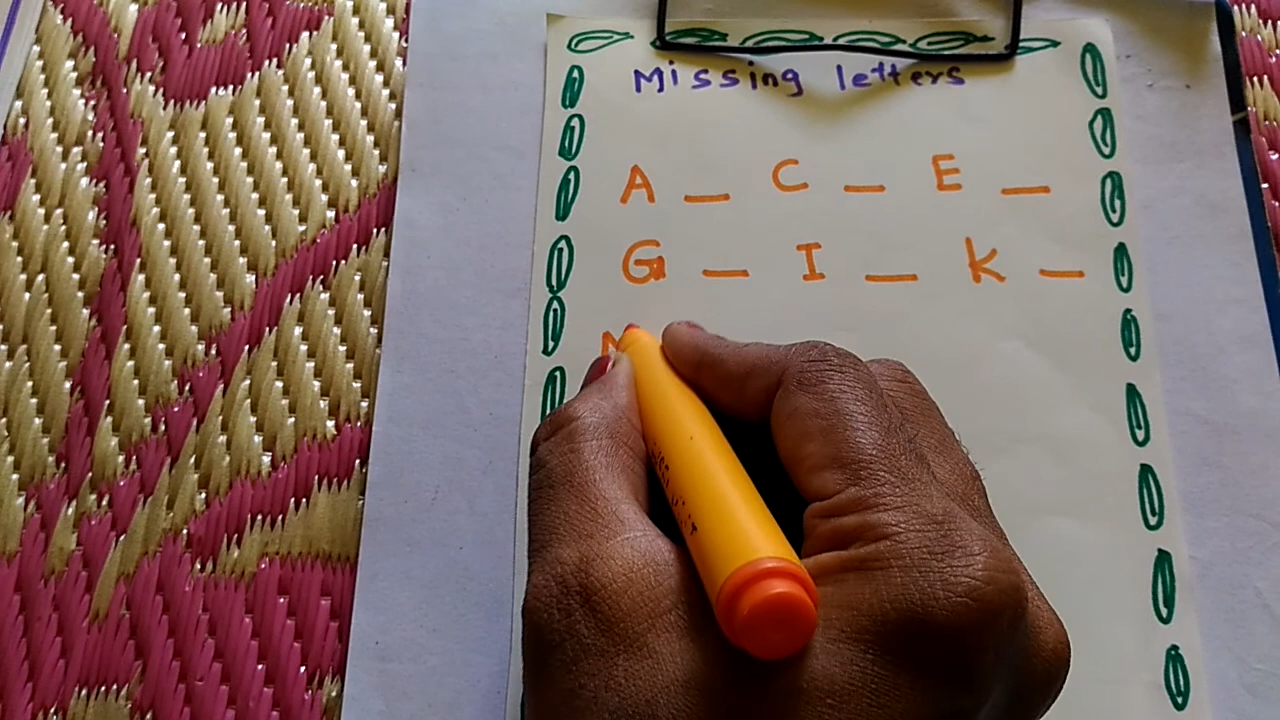 Missing letters
A _ C _ E _
G _ I _ K _